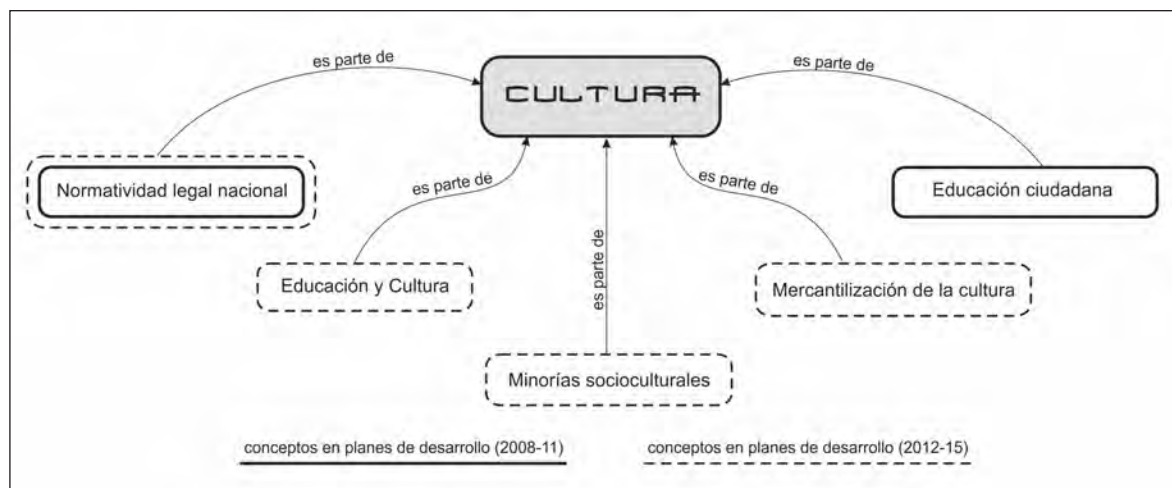 es parte de
es parte de
CULTURA
Normatividad legal nacional
es parte de
es parte de
Educación ciudadana
es parte de
Educación y Cultura
Mercantilización de la cultura
Minorías socioculturales
conceptos en planes de desarrollo (2008-11)
conceptos en planes de desarrollo (2012-15)